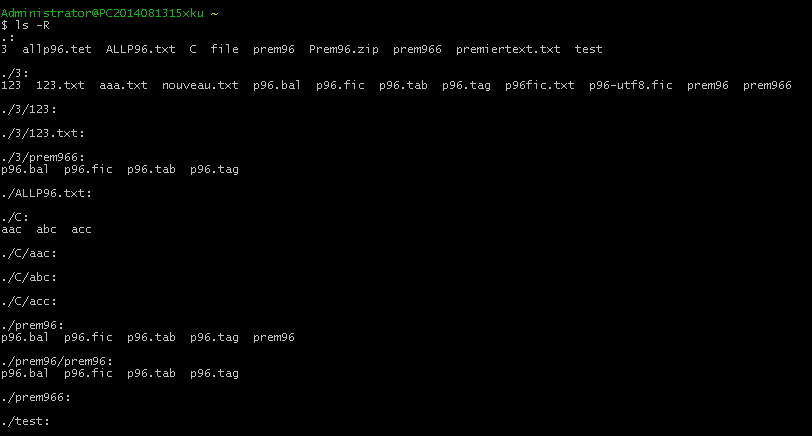 Administrator@PC2014081315xku ~
$ ls -R
.:
3  allp96.tet  ALLP96.txt  C  file  prem96  Prem96.zip  prem966  premiertext.txt  test
./3:
123  123.txt  aaa.txt  nouveau.txt  p96.bal  p96.fic  p96.tab  p96.tag  p96fic.txt  p96-utf8.fic  prem96  prem966
./3/123:
./3/123.txt:
./3/prem966:
p96.bal  p96.fic  p96.tab  p96.tag
./ALLP96.txt:
./C:
aac  abc  acc
./C/aac:
./C/abc:
./C/acc:
./prem96:
p96.bal  p96.fic  p96.tab  p96.tag  prem96
./prem96/prem96:
p96.bal  p96.fic  p96.tab  p96.tag
./prem966:
./test: